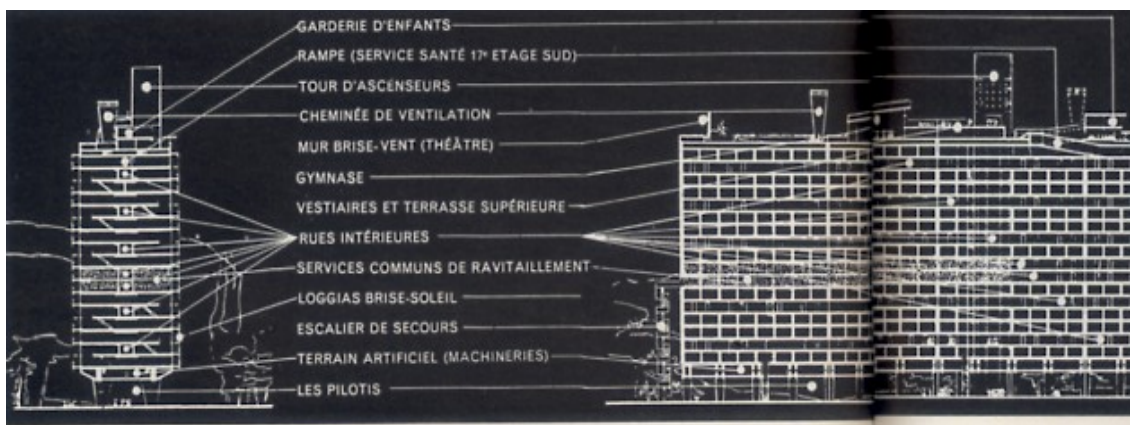 GARDERIE D'ENFANTS
RAMPE (SERVICE SANTÉ 17e ETAGE SUD)
TOUR D'ASCENSEURS
CHEMINÉE DE VENTILATION
MUR BRISE-VENT (THÉÂTRE)
GYMNASE
VESTIAIRES ET TERRASSE SUPÉRIEURE
RUES INTÉRIEURES
SERVICES COMMUNS DE RAVITAILLEMENT
LOGGIAS BRISE-SOLEIL
ESCALIER DE SECOURS
TERRAIN ARTIFICIEL (MACHINERIES)
LES PILOTIS